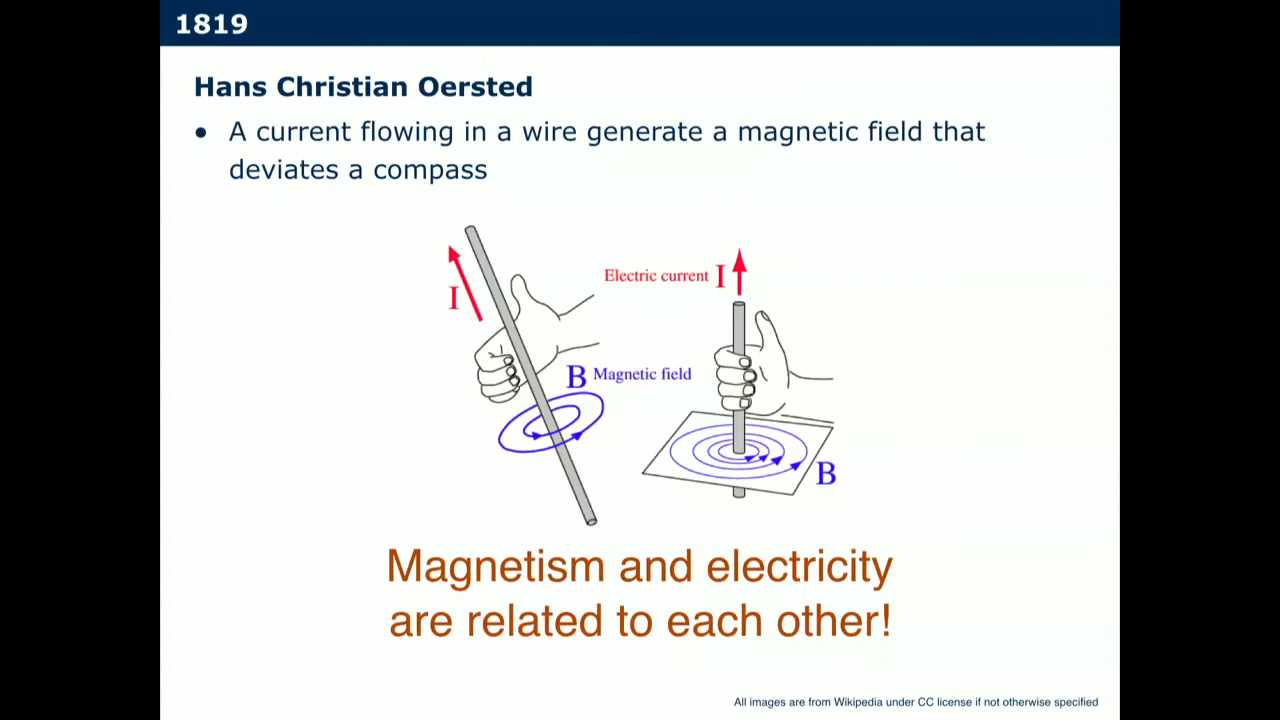 1819
Hans Christian Oersted
• A current flowing in a wire generate a magnetic field that
deviates a compass
I
Electric current I
B Magnetic field
B
Magnetism and electricity
are related to each other!
All images are from Wikipedia under CC license if not otherwise specified